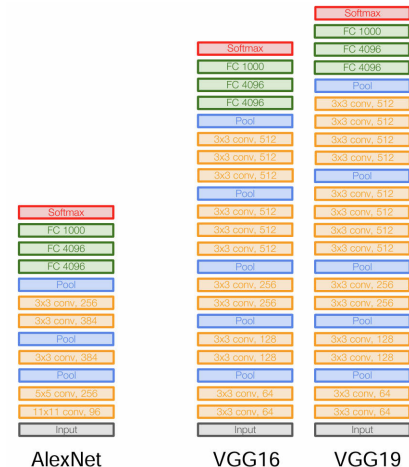 Softmax
FC 1000
FC 4096
FC 4096
Pool
3x3 conv, 256
3x3 conv, 384
Pool
3x3 conv, 384
Pool
5x5 conv, 256
11x11 conv, 96
Input
AlexNet
Softmax
FC 1000
FC 4096
FC 4096
Pool
3x3 conv, 512
3x3 conv, 512
3x3 conv, 512
Pool
3x3 conv, 512
3x3 conv, 512
3x3 conv, 512
Pool
3x3 conv, 256
3x3 conv, 256
Pool
3x3 conv, 128
3x3 conv, 128
Pool
3x3 conv, 64
3x3 conv, 64
Input
VGG16
Softmax
FC 1000
FC 4096
FC 4096
Pool
3x3 conv, 512
3x3 conv, 512
3x3 conv, 512
3x3 conv, 512
Pool
3x3 conv, 512
3x3 conv, 512
3x3 conv, 512
3x3 conv, 512
Pool
3x3 conv, 256
3x3 conv, 256
Pool
3x3 conv, 128
3x3 conv, 128
Pool
3x3 conv, 64
3x3 conv, 64
Input
VGG19